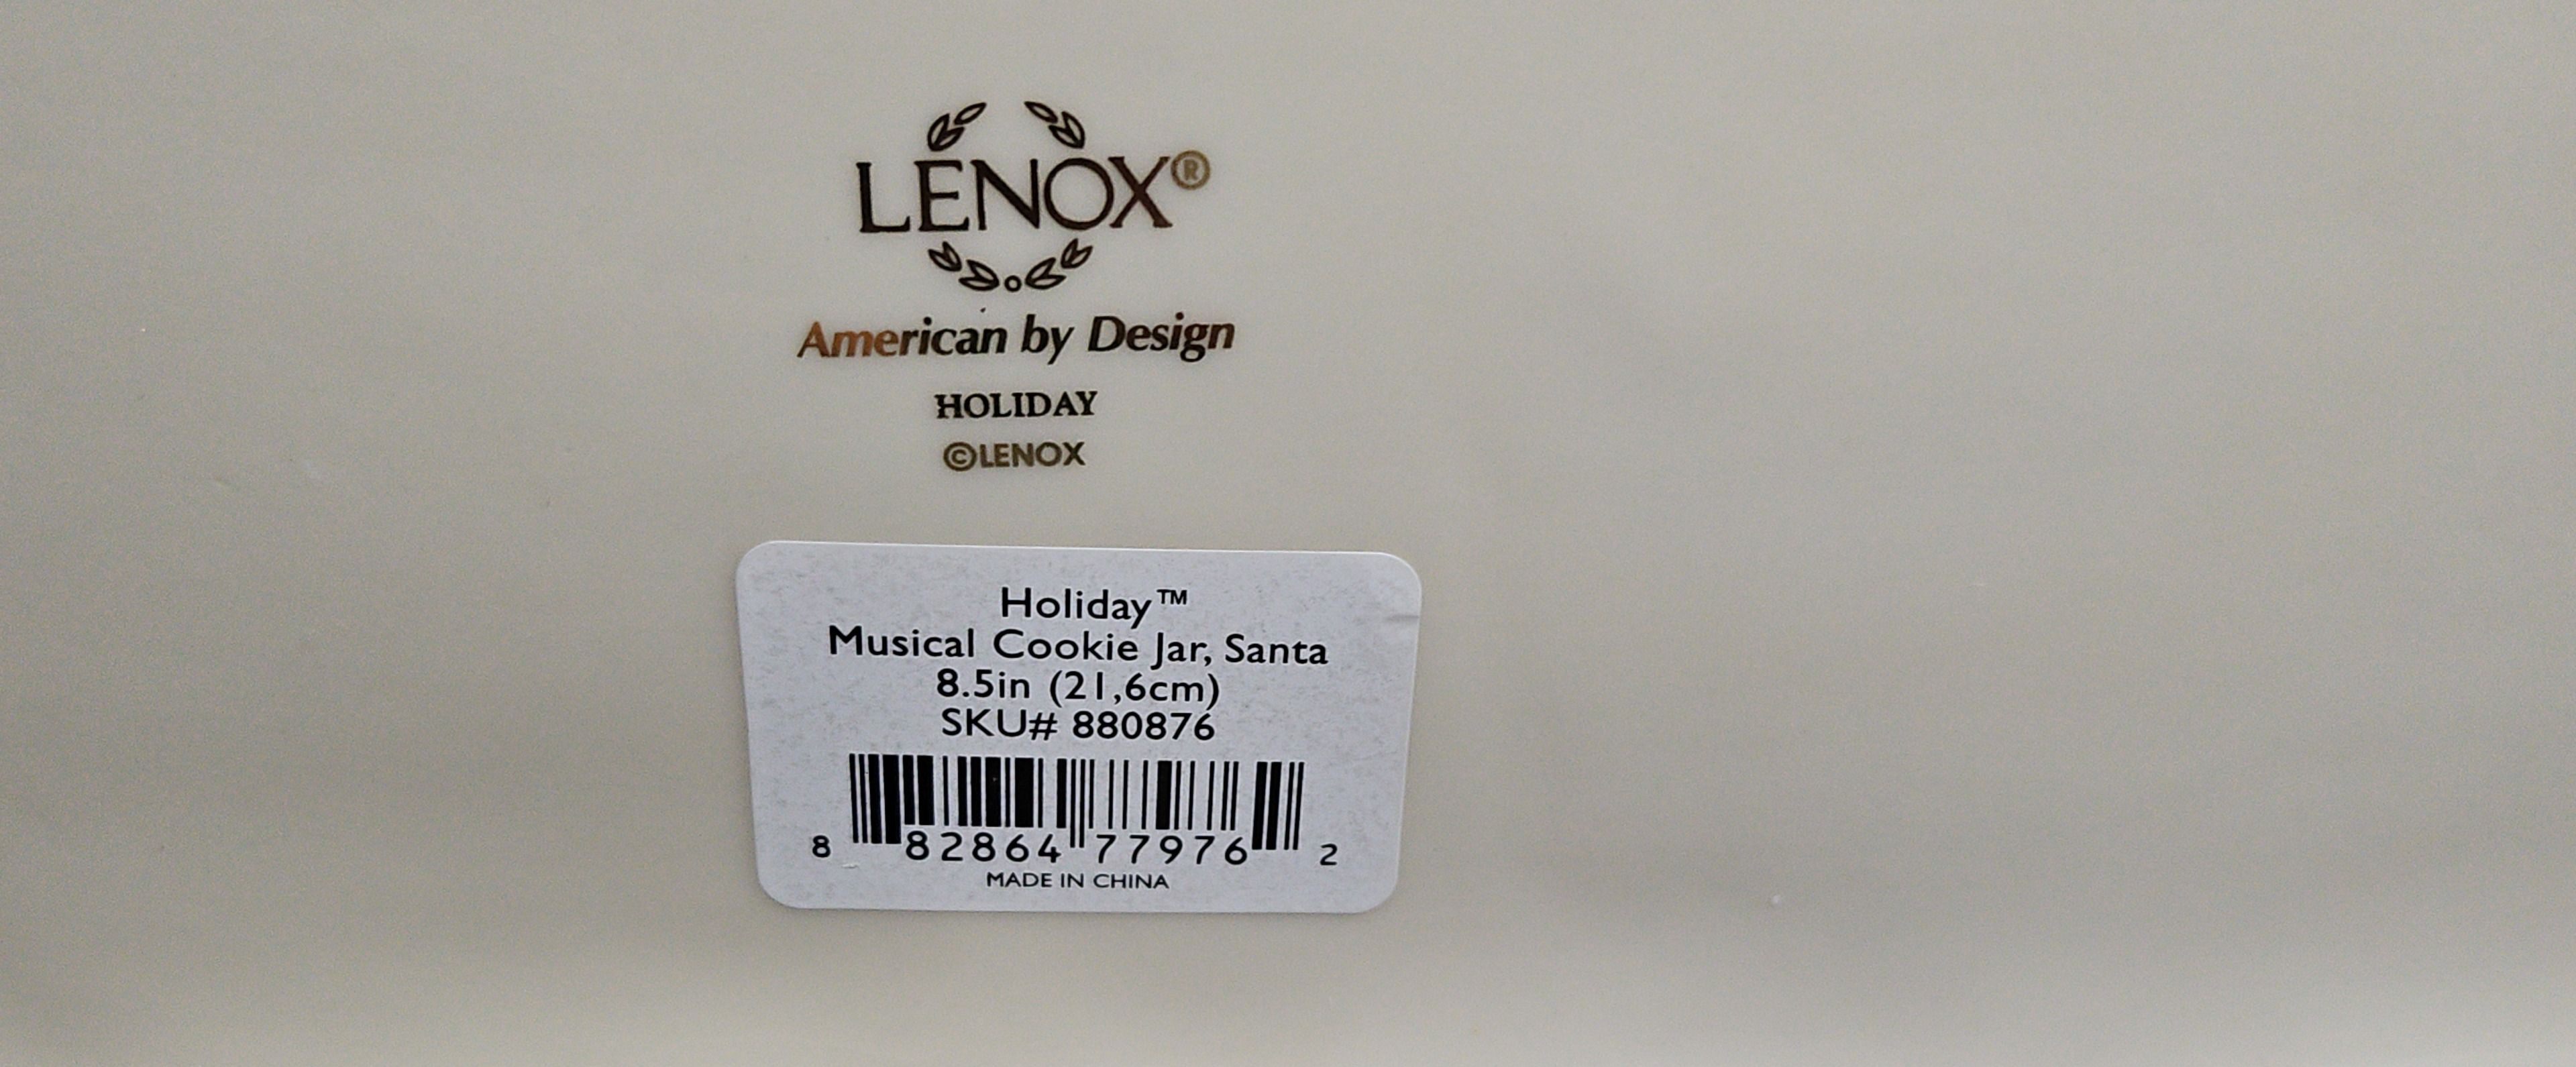 LENOX®
American by Design
HOLIDAY
©LENOX
Holiday™
Musical Cookie Jar, Santa
8.5in (21,6cm)
SKU# 880876
8 82864 77976 2
MADE IN CHINA